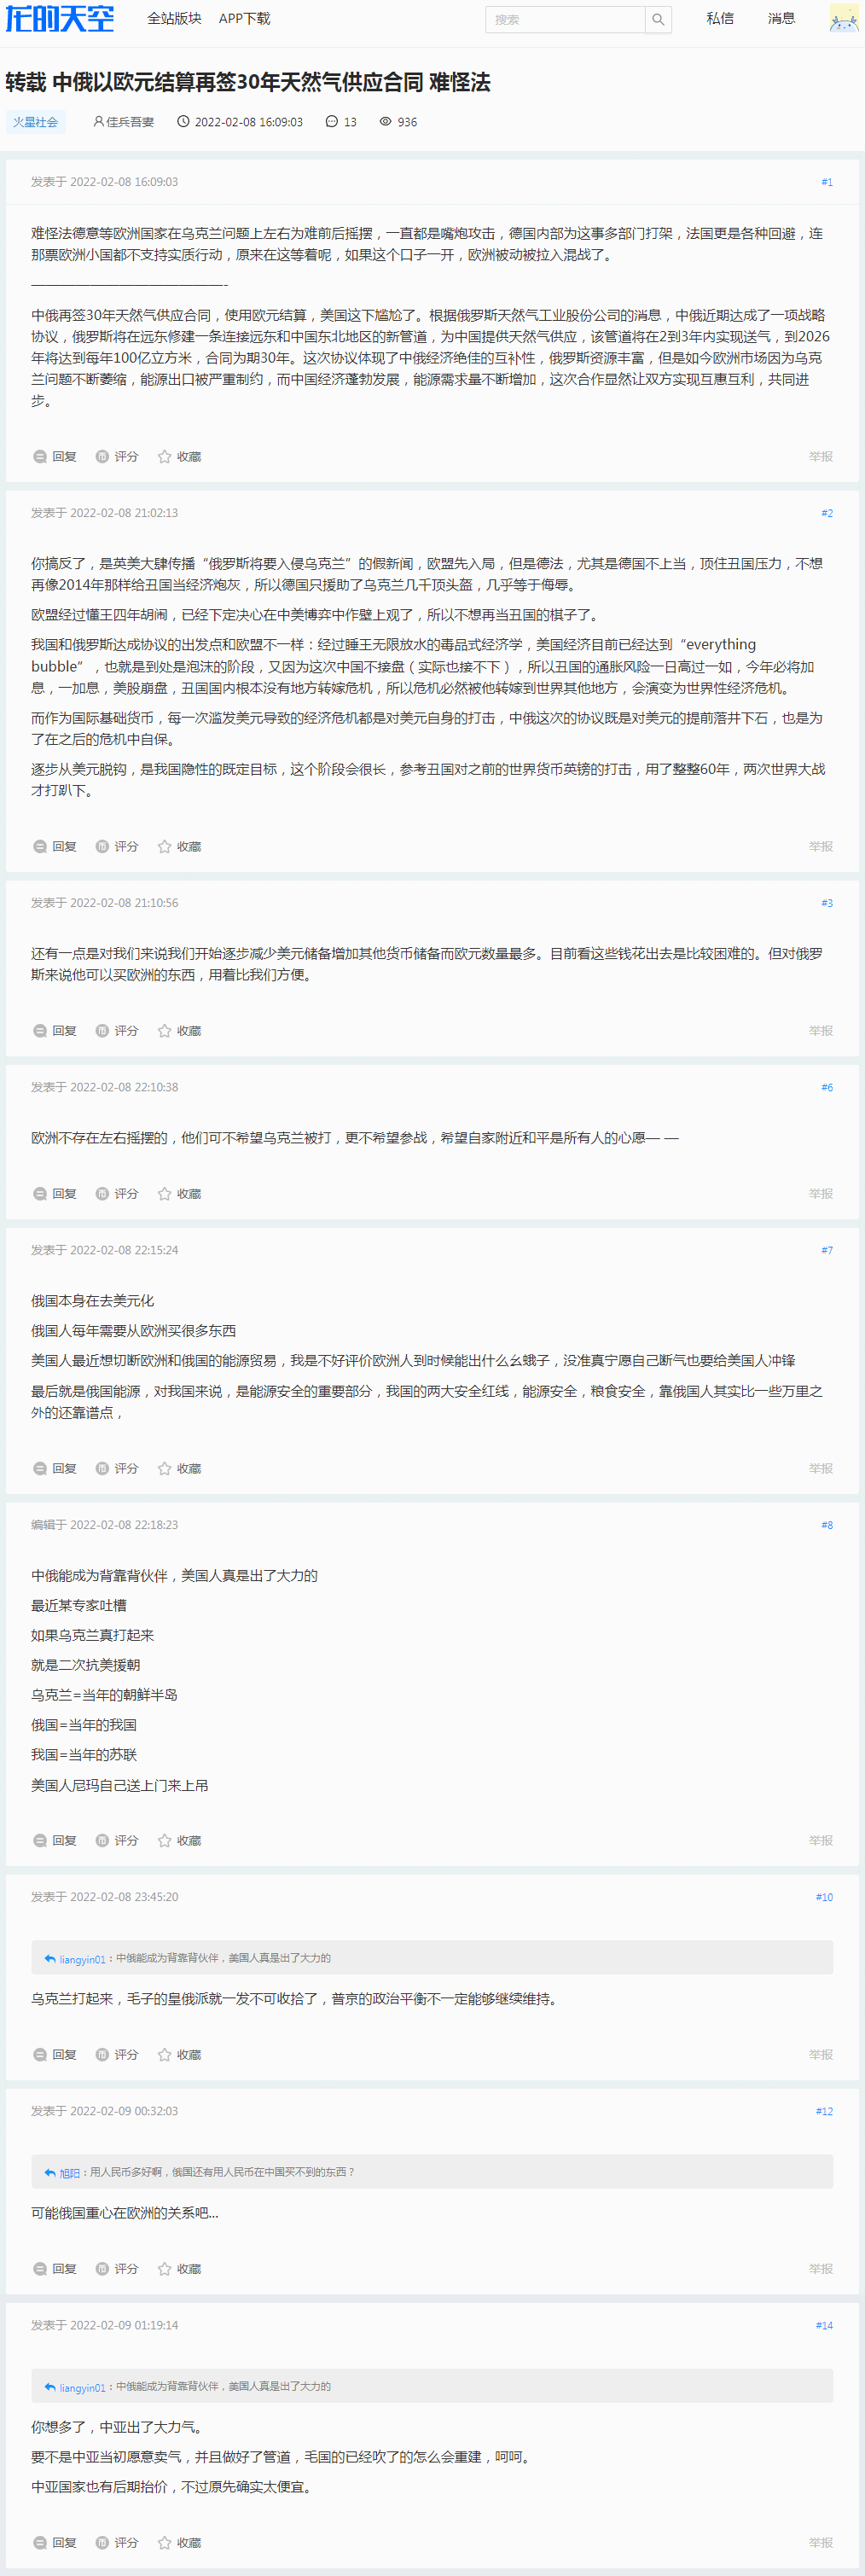 龙的天空 全站版块 APP下载 搜索 私信 消息
转载 中俄以欧元结算再签30年天然气供应合同 难怪法
火星社会 佳兵吾妻 2022-02-08 16:09:03 13 936
发表于 2022-02-08 16:09:03 #1
难怪法德意等欧洲国家在乌克兰问题上左右为难前后摇摆，一直都是嘴炮攻击，德国内部为这事多部门打架，法国更是各种回避，连
那票欧洲小国都不支持实质行动，原来在这等着呢，如果这个口子一开，欧洲被动被拉入混战了。
—————————————-
中俄再签30年天然气供应合同，使用欧元结算，美国这下尴尬了。根据俄罗斯天然气工业股份公司的消息，中俄近期达成了一项战略
协议，俄罗斯将在远东修建一条连接远东和中国东北地区的新管道，为中国提供天然气供应，该管道将在2到3年内实现送气，到2026
年将达到每年100亿立方米，合同为期30年。这次协议体现了中俄经济绝佳的互补性，俄罗斯资源丰富，但是如今欧洲市场因为乌克
兰问题不断萎缩，能源出口被严重制约，而中国经济蓬勃发展，能源需求量不断增加，这次合作显然让双方实现互惠互利，共同进
步。
回复 评分 收藏 举报
发表于 2022-02-08 21:02:13 #2
你搞反了，是英美大肆传播“俄罗斯将要入侵乌克兰”的假新闻，欧盟先入局，但是德法，尤其是德国不上当，顶住丑国压力，不想
再像2014年那样给丑国当经济炮灰，所以德国只援助了乌克兰几千顶头盔，几乎等于侮辱。
欧盟经过懂王四年胡闹，已经下定决心在中美博弈中作壁上观了，所以不想再当丑国的棋子了。
我国和俄罗斯达成协议的出发点和欧盟不一样：经过睡王无限放水的毒品式经济学，美国经济目前已经达到“everything
bubble”，也就是到处是泡沫的阶段，又因为这次中国不接盘（实际也接不下），所以丑国的通胀风险一日高过一如，今年必将加
息，一加息，美股崩盘，丑国国内根本没有地方转嫁危机，所以危机必然被他转嫁到世界其他地方，会演变为世界性经济危机。
而作为国际基础货币，每一次滥发美元导致的经济危机都是对美元自身的打击，中俄这次的协议既是对美元的提前落井下石，也是为
了在之后的危机中自保。
逐步从美元脱钩，是我国隐性的既定目标，这个阶段会很长，参考丑国对之前的世界货币英镑的打击，用了整整60年，两次世界大战
才打趴下。
回复 评分 收藏 举报
发表于 2022-02-08 21:10:56 #3
还有一点是对我们来说我们开始逐步减少美元储备增加其他货币储备而欧元数量最多。目前看这些钱花出去是比较困难的。但对俄罗
斯来说他可以买欧洲的东西，用着比我们方便。
回复 评分 收藏 举报
发表于 2022-02-08 22:10:38 #6
欧洲不存在左右摇摆的，他们可不希望乌克兰被打，更不希望参战，希望自家附近和平是所有人的心愿— —
回复 评分 收藏 举报
发表于 2022-02-08 22:15:24 #7
俄国本身在去美元化
俄国人每年需要从欧洲买很多东西
美国人最近想切断欧洲和俄国的能源贸易，我是不好评价欧洲人到时候能出什么幺蛾子，没准真宁愿自己断气也要给美国人冲锋
最后就是俄国能源，对我国来说，是能源安全的重要部分，我国的两大安全红线，能源安全，粮食安全，靠俄国人其实比一些万里之
外的还靠谱点，
回复 评分 收藏 举报
编辑于 2022-02-08 22:18:23 #8
中俄能成为背靠背伙伴，美国人真是出了大力的
最近某专家吐槽
如果乌克兰真打起来
就是二次抗美援朝
乌克兰=当年的朝鲜半岛
俄国=当年的我国
我国=当年的苏联
美国人尼玛自己送上门来上吊
回复 评分 收藏 举报
发表于 2022-02-08 23:45:20 #10
liangyin01：中俄能成为背靠背伙伴，美国人真是出了大力的
乌克兰打起来，毛子的皇俄派就一发不可收拾了，普京的政治平衡不一定能够继续维持。
回复 评分 收藏 举报
发表于 2022-02-09 00:32:03 #12
旭阳：用人民币多好啊，俄国还有用人民币在中国买不到的东西？
可能俄国重心在欧洲的关系吧...
回复 评分 收藏 举报
发表于 2022-02-09 01:19:14 #14
liangyin01：中俄能成为背靠背伙伴，美国人真是出了大力的
你想多了，中亚出了大力气。
要不是中亚当初愿意卖气，并且做好了管道，毛国的已经吹了的怎么会重建，呵呵。
中亚国家也有后期抬价，不过原先确实太便宜。
回复 评分 收藏 举报